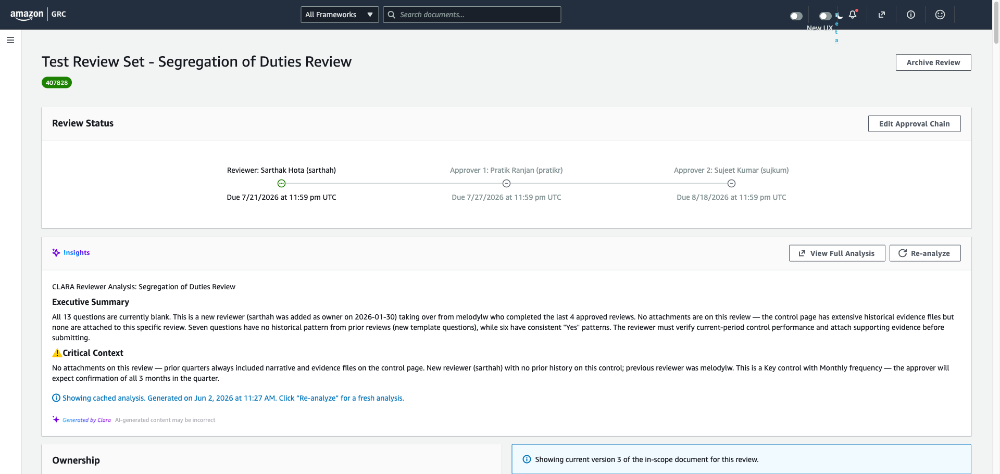 amazon | GRC
All Frameworks
Search documents...
New UX
Beta
Test Review Set - Segregation of Duties Review
Archive Review
407828
Review Status
Edit Approval Chain
Reviewer: Sarthak Hota (sarthah)
Approver 1: Pratik Ranjan (pratikr)
Approver 2: Sujeet Kumar (sujkum)
Due 7/21/2026 at 11:59 pm UTC
Due 7/27/2026 at 11:59 pm UTC
Due 8/18/2026 at 11:59 pm UTC
Insights
View Full Analysis
Re-analyze
CLARA Reviewer Analysis: Segregation of Duties Review
Executive Summary
All 13 questions are currently blank. This is a new reviewer (sarthah was added as owner on 2026-01-30) taking over from melodylw who completed the last 4 approved reviews. No attachments are on this review — the control page has extensive historical evidence files but
none are attached to this specific review. Seven questions have no historical pattern from prior reviews (new template questions), while six have consistent "Yes" patterns. The reviewer must verify current-period control performance and attach supporting evidence before
submitting.
⚠️Critical Context
No attachments on this review — prior quarters always included narrative and evidence files on the control page. New reviewer (sarthah) with no prior history on this control; previous reviewer was melodylw. This is a Key control with Monthly frequency — the approver will
expect confirmation of all 3 months in the quarter.
Showing cached analysis. Generated on Jun 2, 2026 at 11:27 AM. Click “Re-analyze” for a fresh analysis.
Generated by Clara AI-generated content may be incorrect
Ownership
Showing current version 3 of the in-scope document for this review.